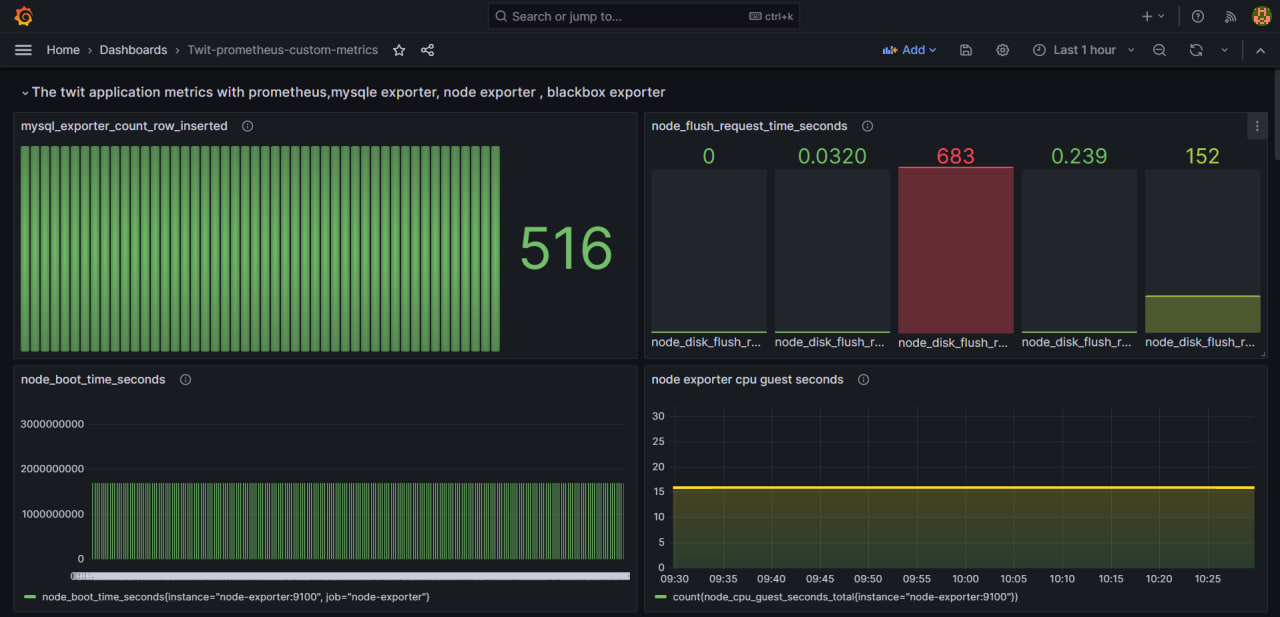 Search or jump to... ctrl+k
Home › Dashboards › Twit-prometheus-custom-metrics Add Last 1 hour
The twit application metrics with prometheus,mysqle exporter, node exporter , blackbox exporter
mysql_exporter_count_row_inserted
516
node_flush_request_time_seconds
0 0.0320 683 0.239 152
node_disk_flush_r... node_disk_flush_r... node_disk_flush_r... node_disk_flush_r... node_disk_flush_r...
node_boot_time_seconds
3000000000
2000000000
1000000000
0
node_boot_time_seconds{instance="node-exporter:9100", job="node-exporter"}
node exporter cpu guest seconds
30
25
20
15
10
5
0
09:30 09:35 09:40 09:45 09:50 09:55 10:00 10:05 10:10 10:15 10:20 10:25
count(node_cpu_guest_seconds_total{instance="node-exporter:9100"})